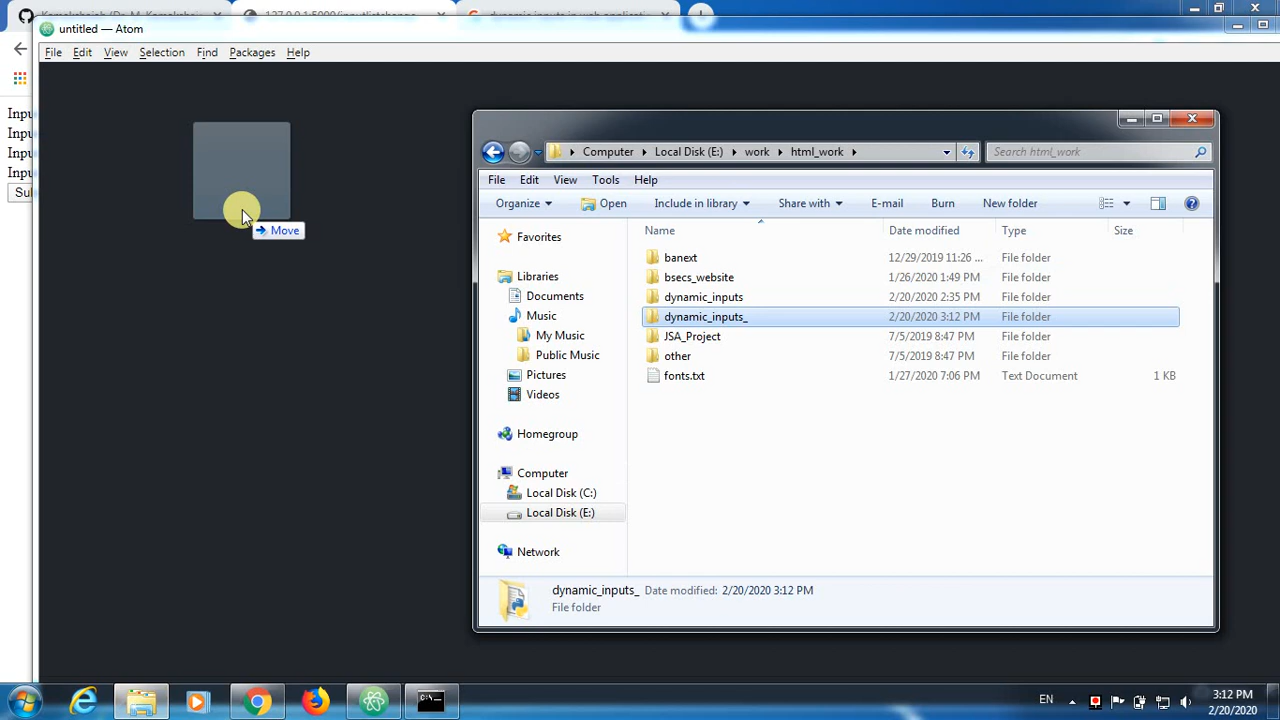 untitled — Atom
File Edit View Selection Find Packages Help
Move
Computer Local Disk (E:) work html_work
Search html_work
File Edit View Tools Help
Organize Open Include in library Share with E-mail Burn New folder
Name Date modified Type Size
Favorites
Libraries
Documents
Music
My Music
Public Music
Pictures
Videos
Homegroup
Computer
Local Disk (C:)
Local Disk (E:)
Network
banext 12/29/2019 11:26 ... File folder
bsecs_website 1/26/2020 1:49 PM File folder
dynamic_inputs 2/20/2020 2:35 PM File folder
dynamic_inputs_ 2/20/2020 3:12 PM File folder
JSA_Project 7/5/2019 8:47 PM File folder
other 7/5/2019 8:47 PM File folder
fonts.txt 1/27/2020 7:06 PM Text Document 1 KB
dynamic_inputs_ Date modified: 2/20/2020 3:12 PM
File folder
EN
3:12 PM
2/20/2020